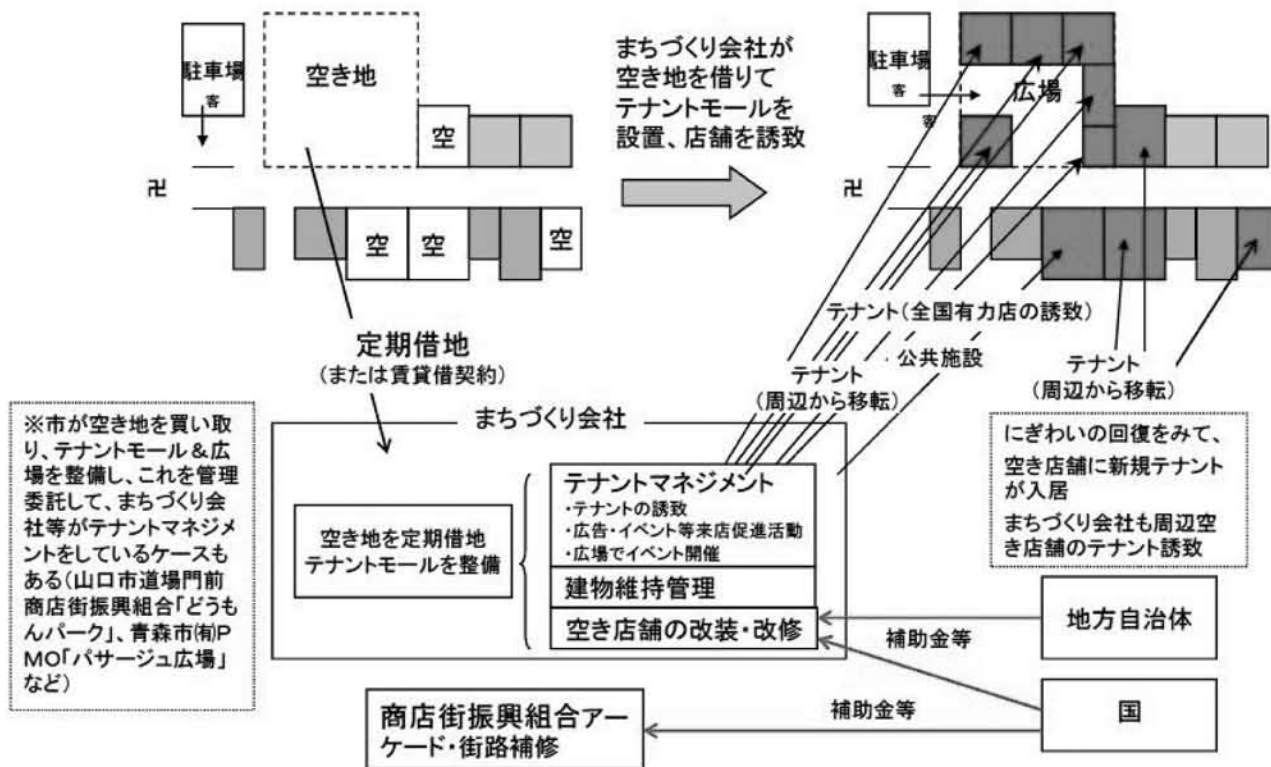 駐車場
客
空き地
空
卍
空
空
空
まちづくり会社が
空き地を借りて
テナントモールを
設置、店舗を誘致
駐車場
客
広場
客
卍
定期借地
(または賃貸借契約)
テナント(全国有力店の誘致)
公共施設
テナント
(周辺から移転)
テナント
(周辺から移転)
※市が空き地を買い取
り、テナントモール&広
場を整備し、これを管理
委託して、まちづくり会
社等がテナントマネジメ
ントをしているケースも
ある(山口市道場門前
商店街振興組合「どうも
んパーク」、青森市㈲P
MO「パサージュ広場」
など)
まちづくり会社
空き地を定期借地
テナントモールを整備
テナントマネジメント
・テナントの誘致
・広告・イベント等来店促進活動
・広場でイベント開催
建物維持管理
空き店舗の改装・改修
にぎわいの回復をみて、
空き店舗に新規テナント
が入居
まちづくり会社も周辺空
き店舗のテナント誘致
地方自治体
補助金等
国
補助金等
商店街振興組合アー
ケード・街路補修